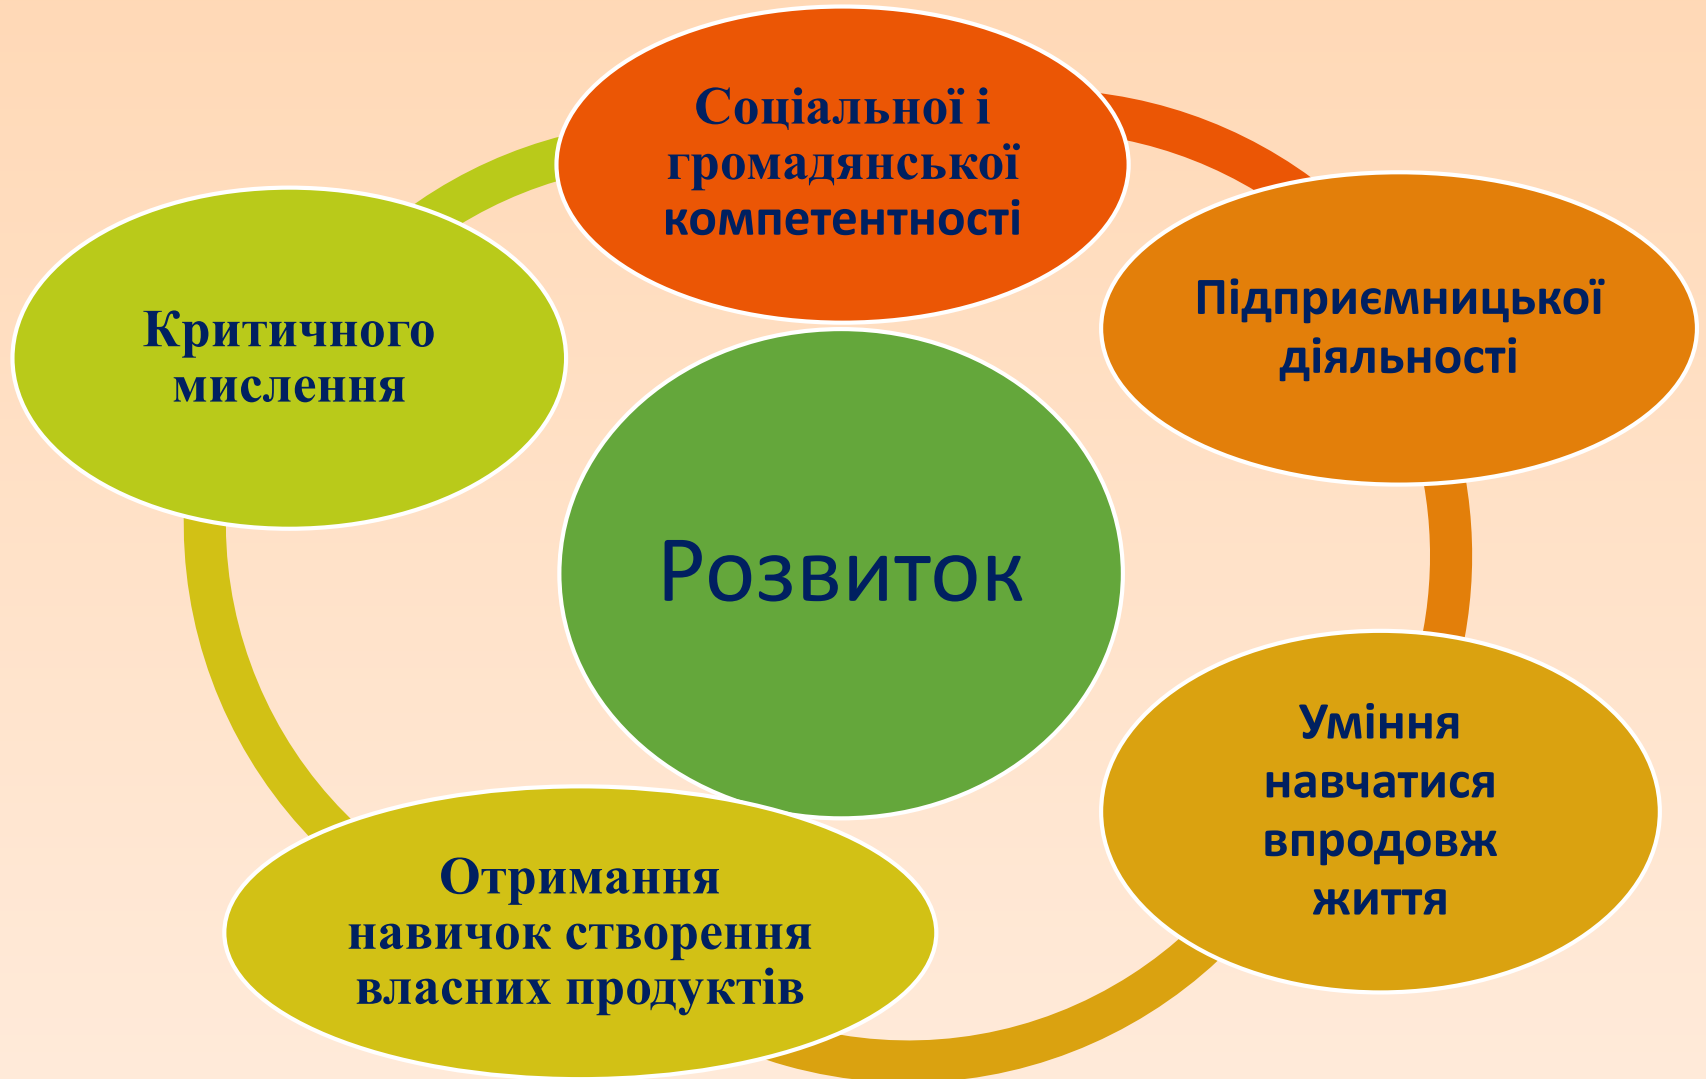 Соціальної і
громадянської
компетентності
Підприємницької
діяльності
Критичного
мислення
Розвиток
Уміння
навчатися
впродовж
життя
Отримання
навичок створення
власних продуктів